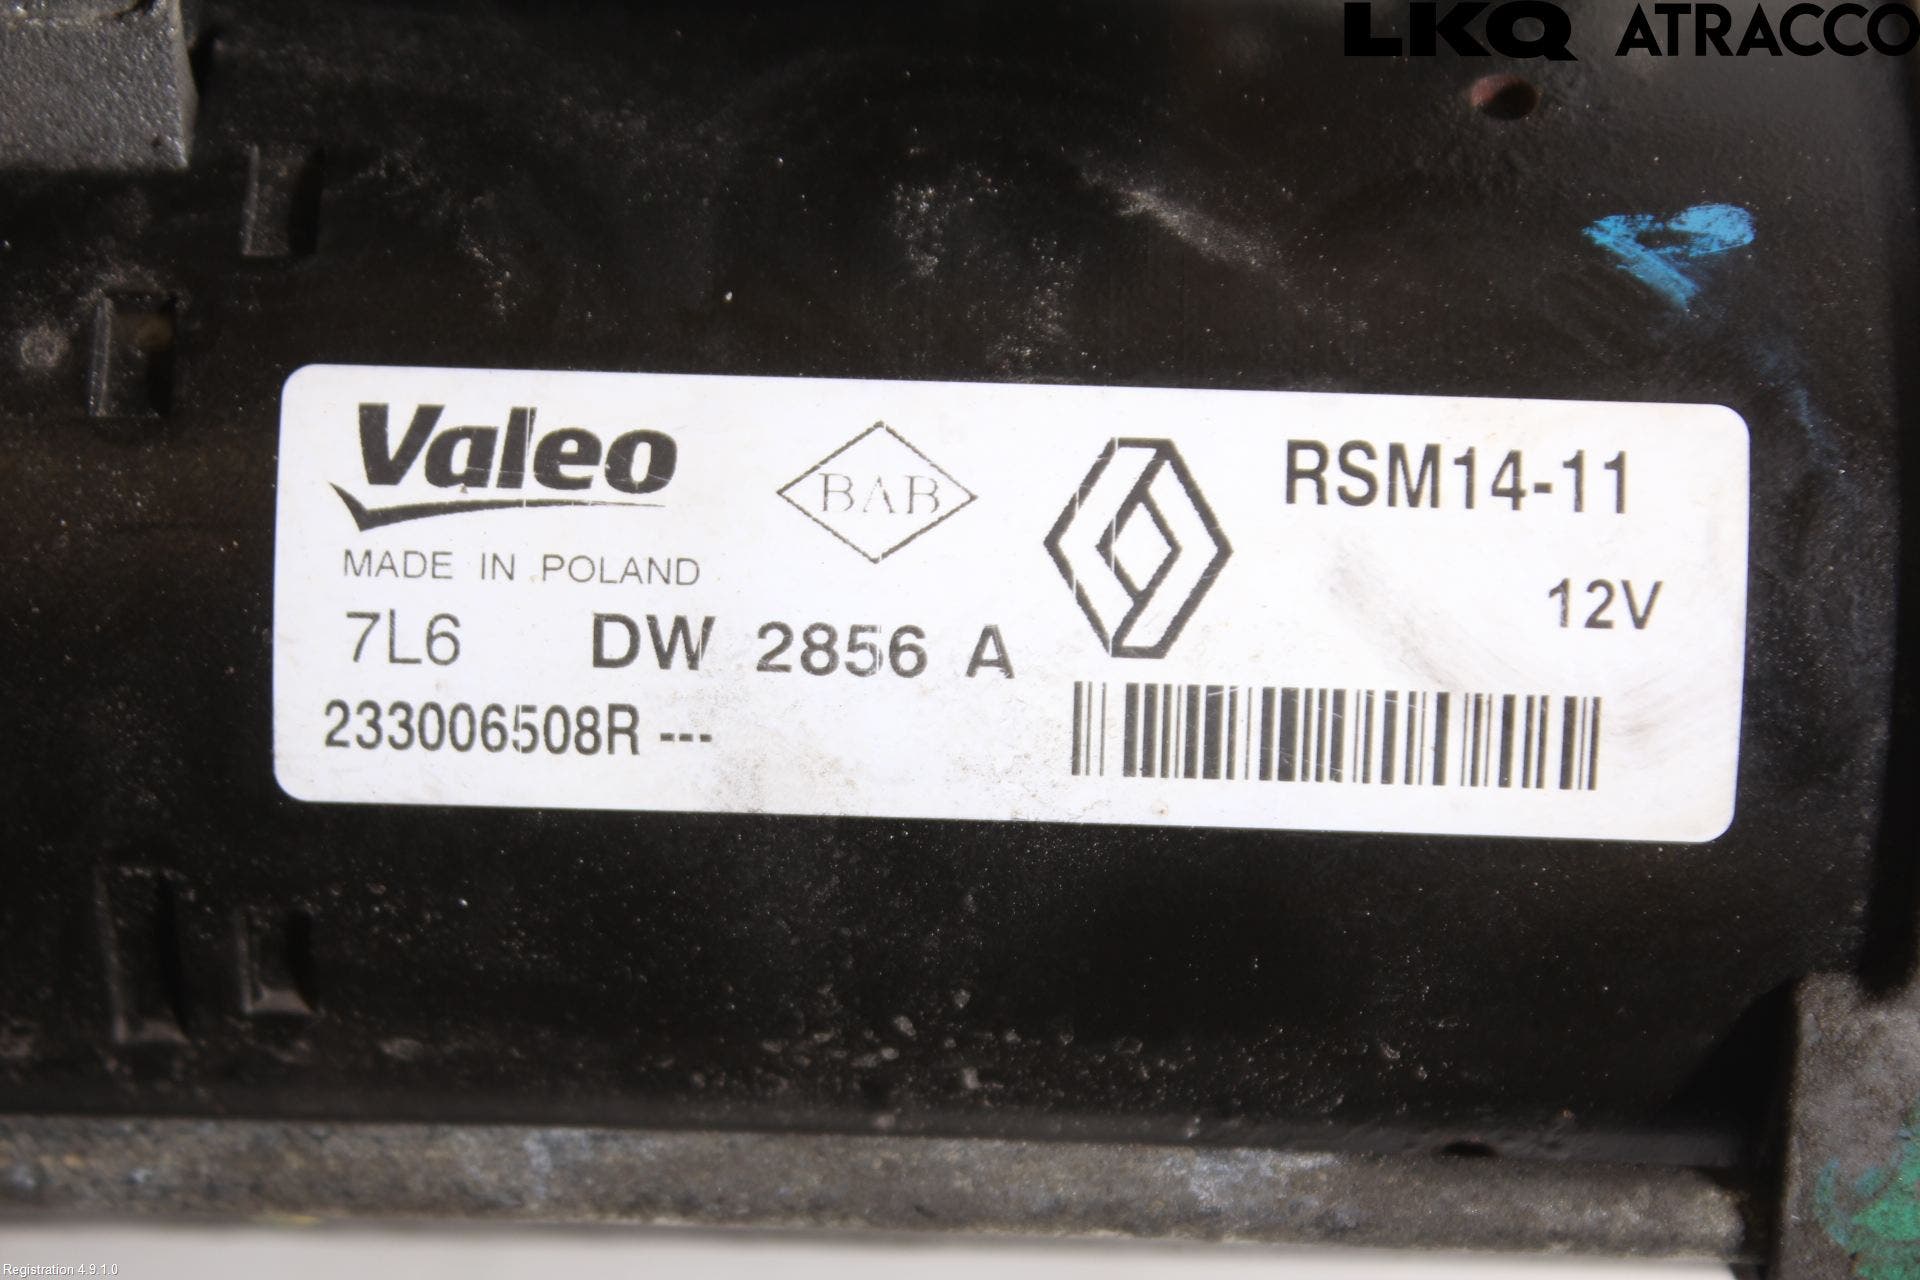 LKQ ATRACCO
Valeo
MADE IN POLAND
BAB
RSM14-11
12V
7L6 DW 2856 A
233006508R ---
Registration 4.9.1.0